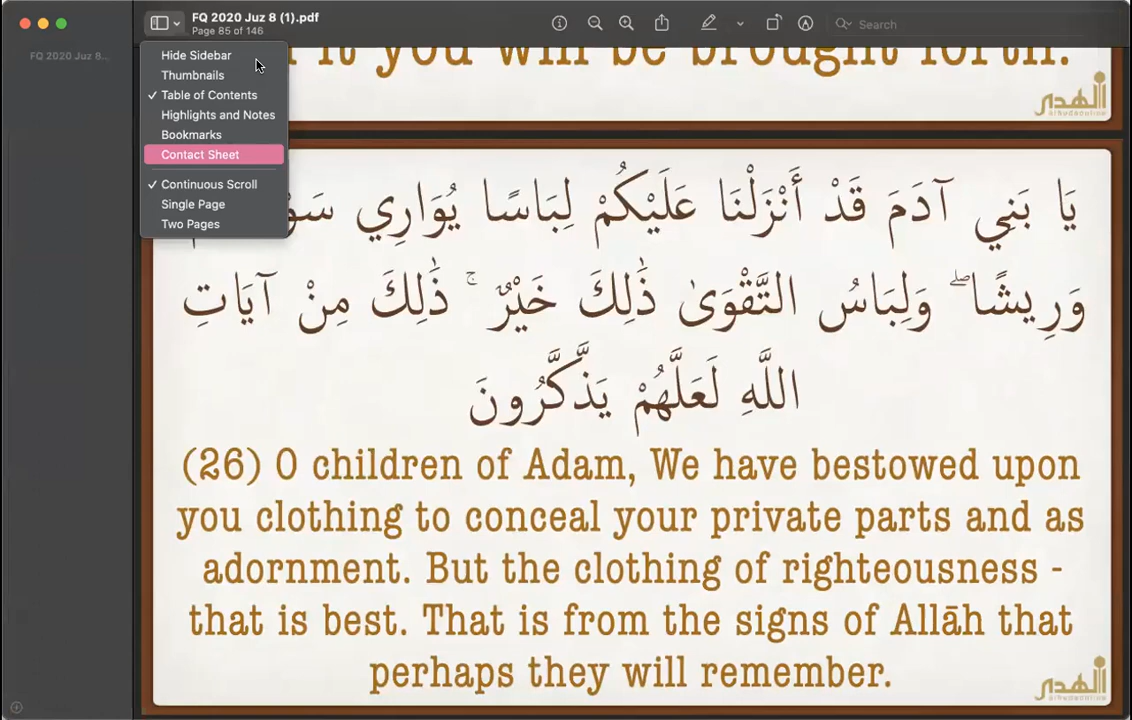 FQ 2020 Juz 8 (1).pdf
Page 85 of 146
Search
FQ 2020 Juz 8...
Hide Sidebar
Thumbnails
✓ Table of Contents
Highlights and Notes
Bookmarks
Contact Sheet
✓ Continuous Scroll
Single Page
Two Pages
it you will be brought forth.
الهدى
يَا بَنِي آدَمَ قَدْ أَنْزَلْنَا عَلَيْكُمْ لِبَاسًا يُوَارِي
وَرِيشًا ۖ وَلِبَاسُ التَّقْوَىٰ ذَٰلِكَ خَيْرٌ ۚ ذَٰلِكَ مِنْ آيَاتِ
اللَّهِ لَعَلَّهُمْ يَذَّكَّرُونَ
(26) O children of Adam, We have bestowed upon
you clothing to conceal your private parts and as
adornment. But the clothing of righteousness -
that is best. That is from the signs of Allāh that
perhaps they will remember.
الهدى